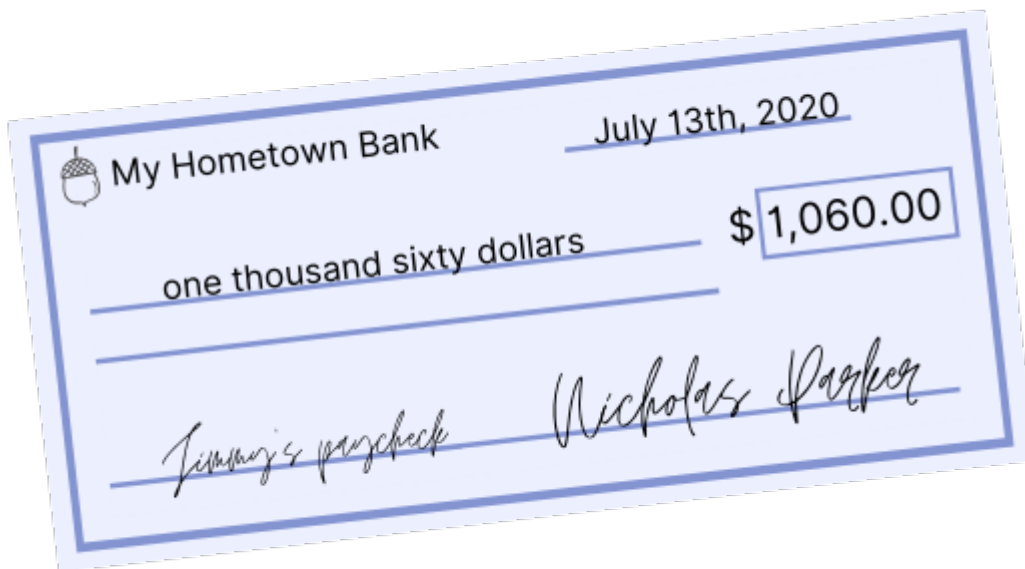 My Hometown Bank
July 13th, 2020
one thousand sixty dollars
$ 1,060.00
Jimmy's paycheck
Nicholas Parker